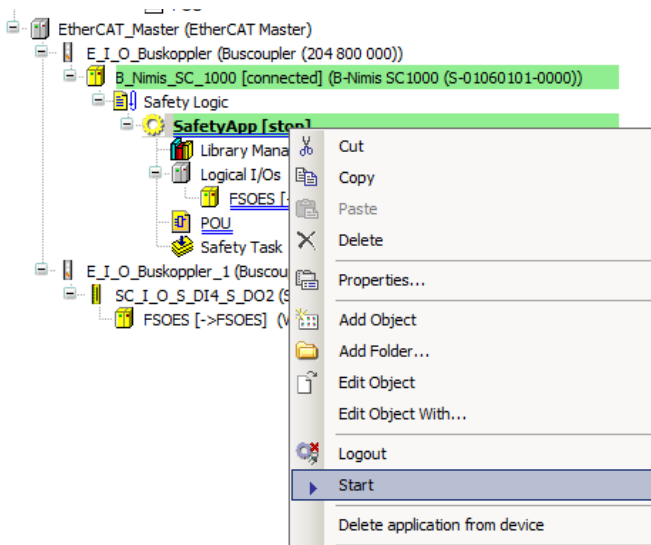 EtherCAT_Master (EtherCAT Master)
E_I_O_Buskoppler (Buscoupler (204 800 000))
B_Nimis_SC_1000 [connected] (B-Nimis SC1000 (S-01060101-0000))
Safety Logic
SafetyApp [stop]
Library Mana
Logical I/Os
FSOES [-
POU
Safety Task
E_I_O_Buskoppler_1 (Buscou
SC_I_O_S_DI4_S_DO2 (S
FSOES [->FSOES] (V
Cut
Copy
Paste
Delete
Properties...
Add Object
Add Folder...
Edit Object
Edit Object With...
Logout
Start
Delete application from device